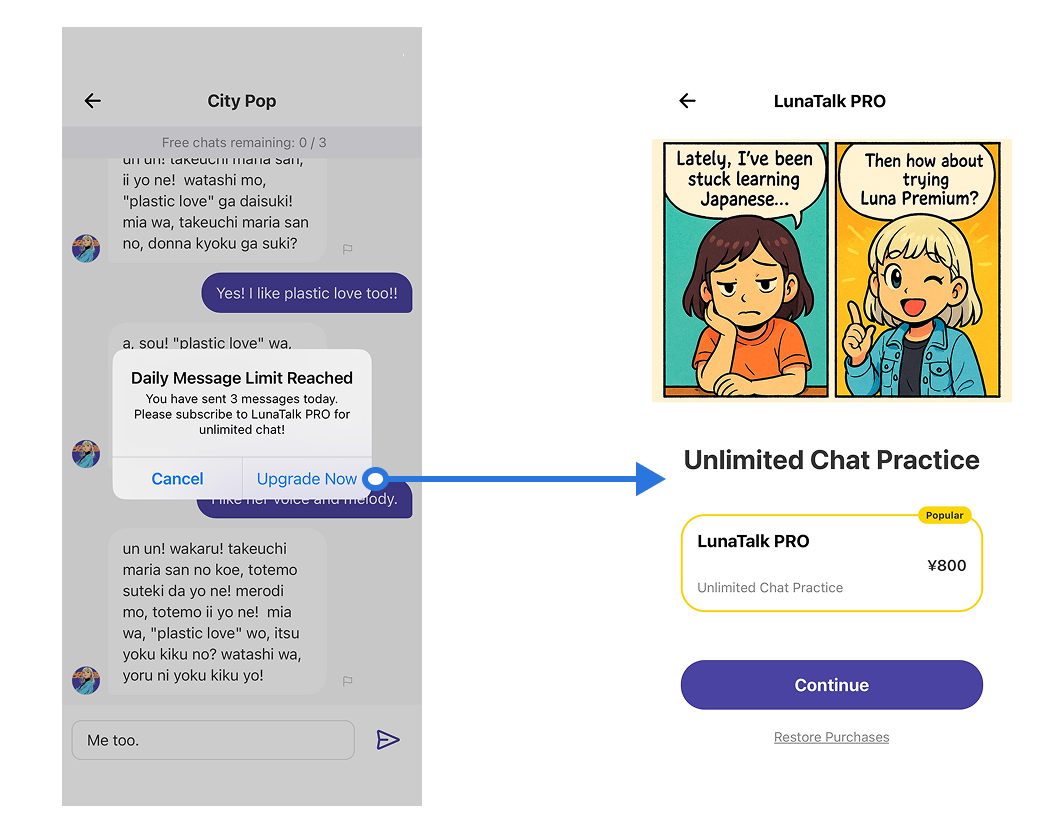 City Pop
Free chats remaining: 0 / 3
un un! takeuchi maria san,
ii yo ne!  watashi mo,
"plastic love" ga daisuki!
mia wa, takeuchi maria san
no, donna kyoku ga suki?
Yes! I like plastic love too!!
a, sou! "plastic love" wa,
Daily Message Limit Reached
You have sent 3 messages today.
Please subscribe to LunaTalk PRO for
unlimited chat!
Cancel
Upgrade Now
I like her voice and melody.
un un! wakaru! takeuchi
maria san no koe, totemo
suteki da yo ne! merodi
mo, totemo ii yo ne!  mia
wa, "plastic love" wo, itsu
yoku kiku no? watashi wa,
yoru ni yoku kiku yo!
Me too.
LunaTalk PRO
Lately, I've been
stuck learning
Japanese...
Then how about
trying
Luna Premium?
Unlimited Chat Practice
Popular
LunaTalk PRO
¥800
Unlimited Chat Practice
Continue
Restore Purchases